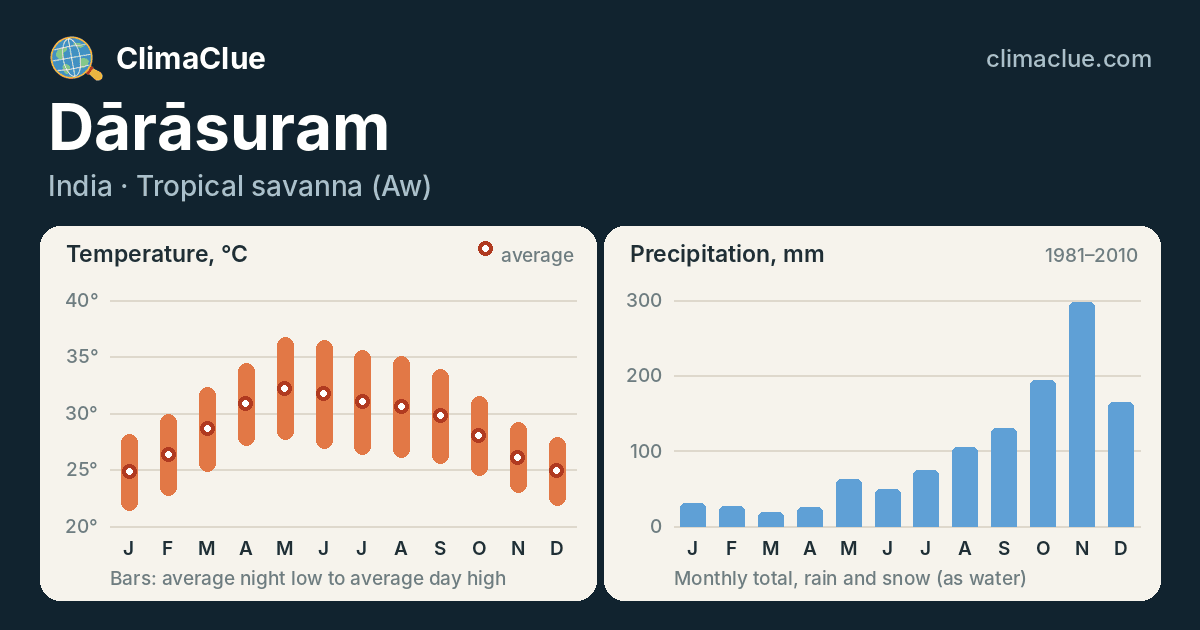 ClimaClue
climaclue.com
Dārāsuram
India · Tropical savanna (Aw)
Temperature, °C
average
40°
35°
30°
25°
20°
J F M A M J J A S O N D
Bars: average night low to average day high
Precipitation, mm
1981–2010
300
200
100
0
J F M A M J J A S O N D
Monthly total, rain and snow (as water)